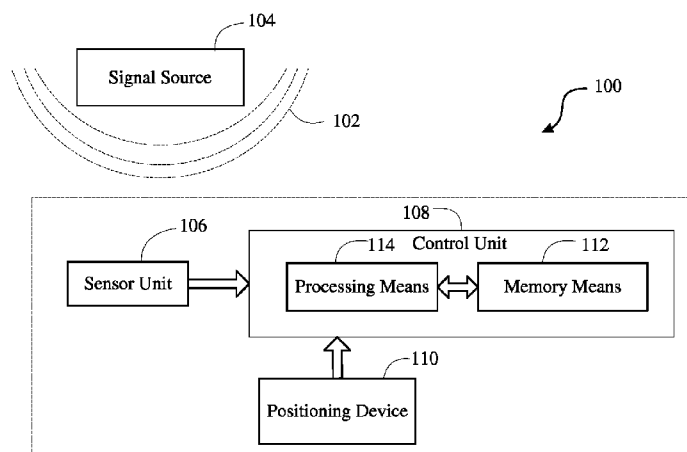 104
Signal Source
100
102
108
106
Control Unit
114
112
Sensor Unit
Processing Means
Memory Means
110
Positioning Device